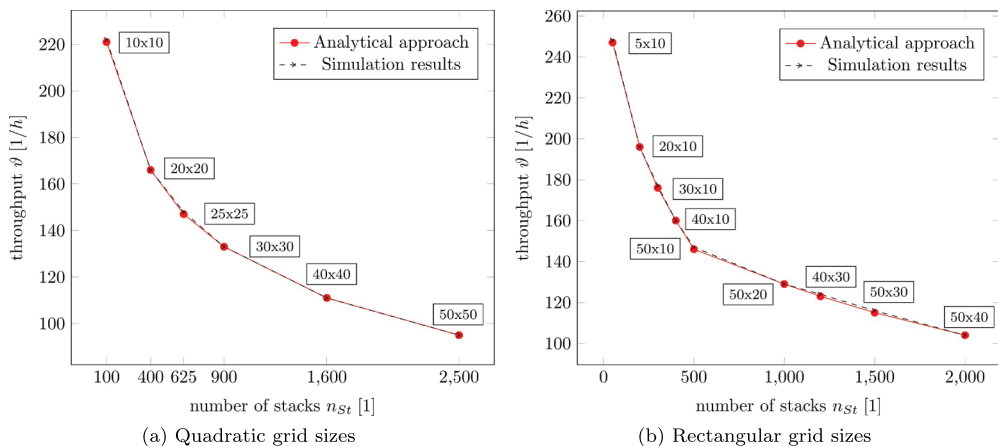 220
200
180
160
140
120
100
throughput ϑ [1/h]
10x10
20x20
25x25
30x30
40x40
50x50
Analytical approach
Simulation results
100 400 625 900 1,600 2,500
number of stacks n_St [1]
(a) Quadratic grid sizes
260
240
220
200
180
160
140
120
100
throughput ϑ [1/h]
5x10
20x10
30x10
40x10
50x10
50x20
40x30
50x30
50x40
Analytical approach
Simulation results
0 500 1,000 1,500 2,000
number of stacks n_St [1]
(b) Rectangular grid sizes